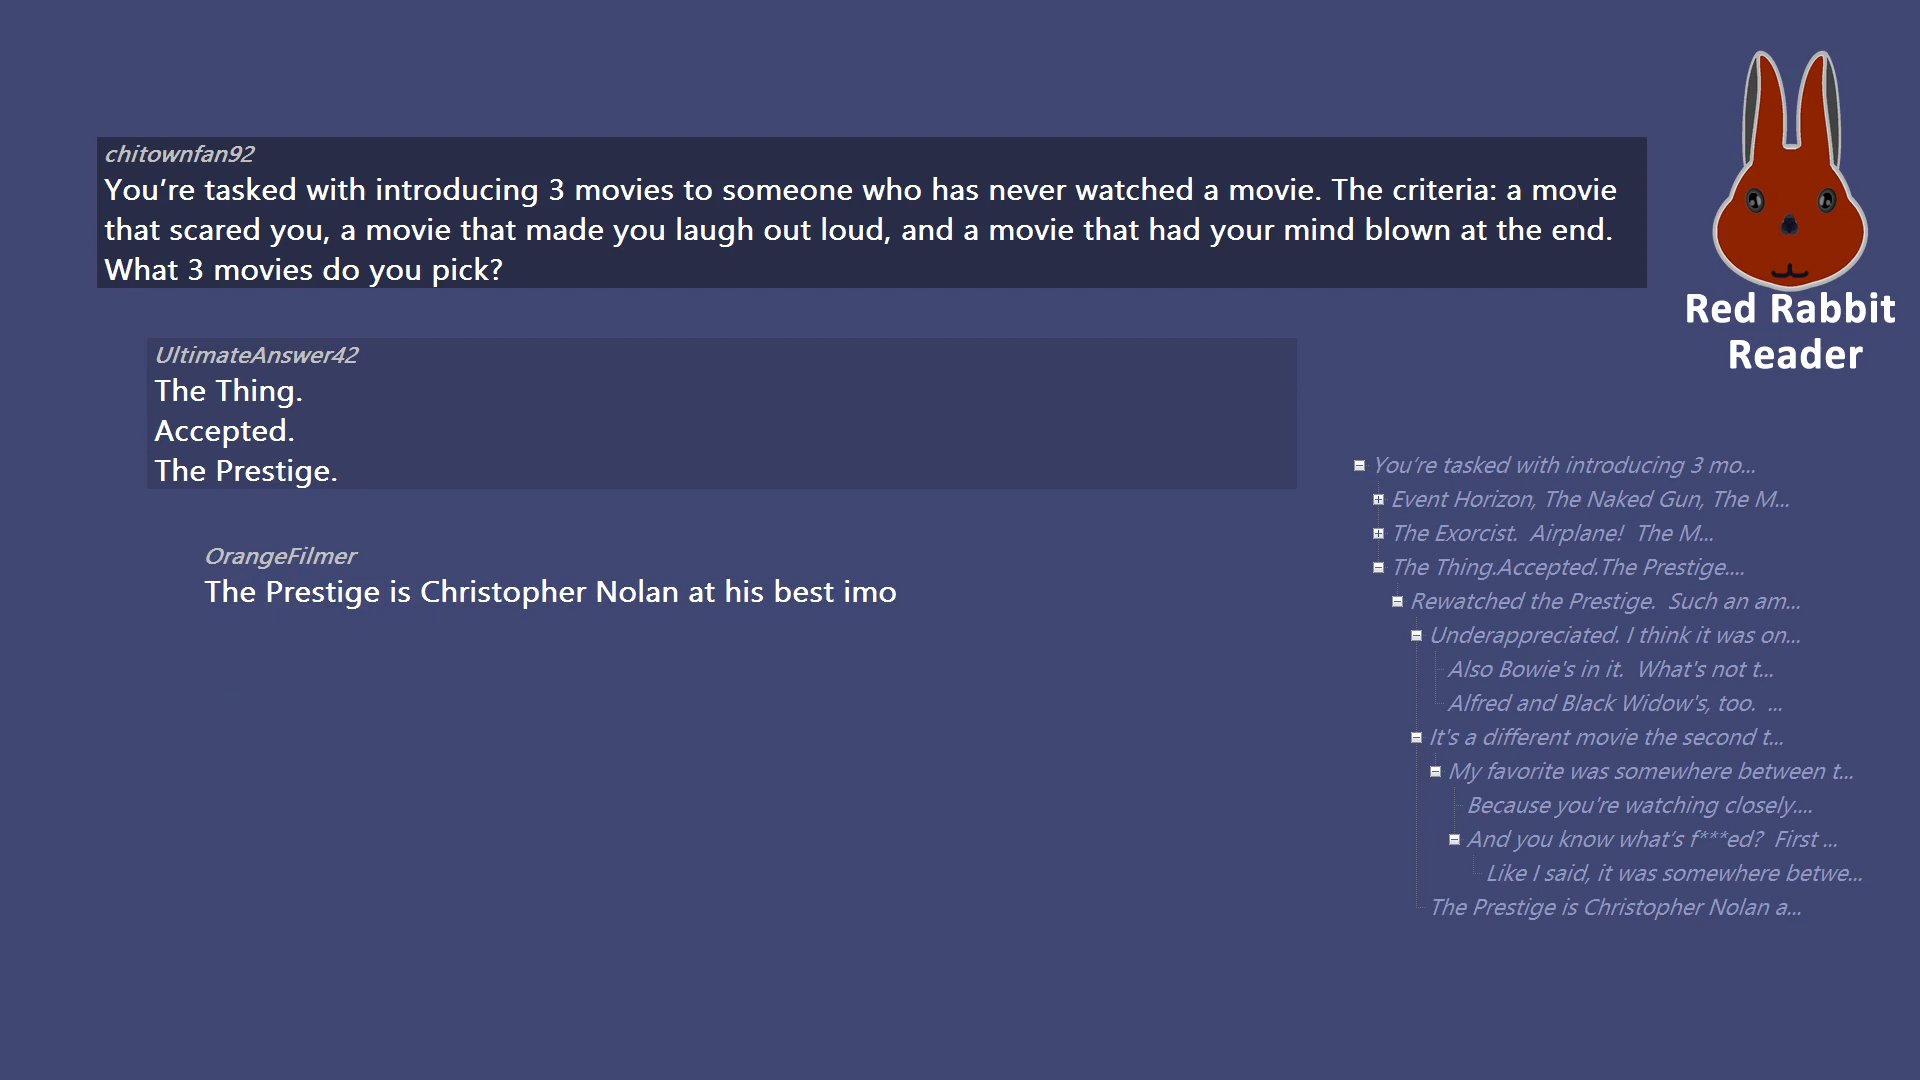 chitownfan92
You’re tasked with introducing 3 movies to someone who has never watched a movie. The criteria: a movie
that scared you, a movie that made you laugh out loud, and a movie that had your mind blown at the end.
What 3 movies do you pick?
Red Rabbit
Reader
UltimateAnswer42
The Thing.
Accepted.
The Prestige.
OrangeFilmer
The Prestige is Christopher Nolan at his best imo
You’re tasked with introducing 3 mo...
Event Horizon, The Naked Gun, The M...
The Exorcist.  Airplane!  The M...
The Thing.Accepted.The Prestige....
Rewatched the Prestige.  Such an am...
Underappreciated. I think it was on...
Also Bowie's in it.  What's not t...
Alfred and Black Widow's, too.  ...
It's a different movie the second t...
My favorite was somewhere between t...
Because you're watching closely....
And you know what’s f***ed?  First ...
Like I said, it was somewhere betwe...
The Prestige is Christopher Nolan a...